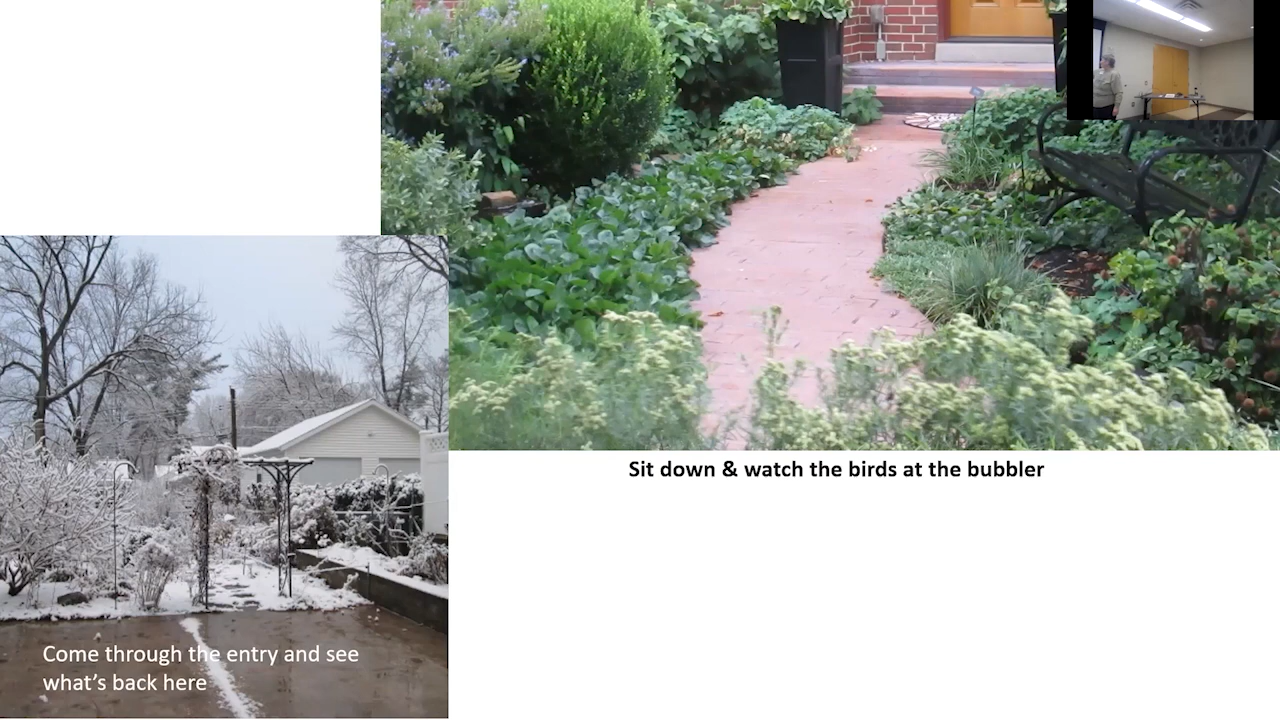 Sit down & watch the birds at the bubbler
Come through the entry and see
what's back here